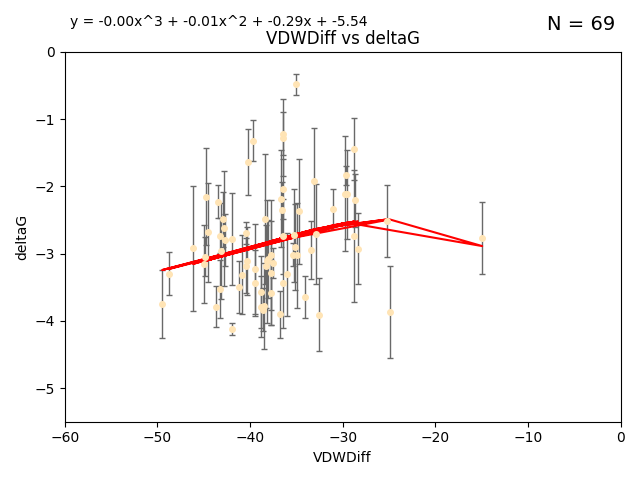 y = -0.00x^3 + -0.01x^2 + -0.29x + -5.54
N = 69
VDWDiff vs deltaG
0
−1
−2
−3
−4
−5
deltaG
−60 −50 −40 −30 −20 −10 0
VDWDiff